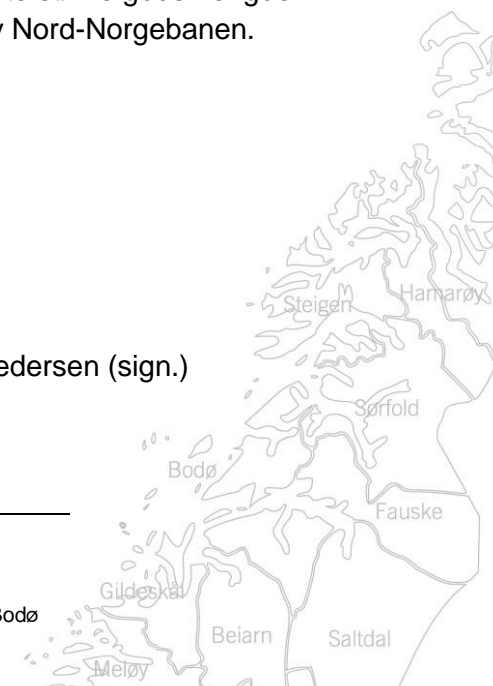 v Nord-Norgebanen.
Hamarøy
Steigen
edersen (sign.)
Sørfold
Bodø
Fauske
Gildeskål
Bodø
Beiarn
Saltdal
Meløy